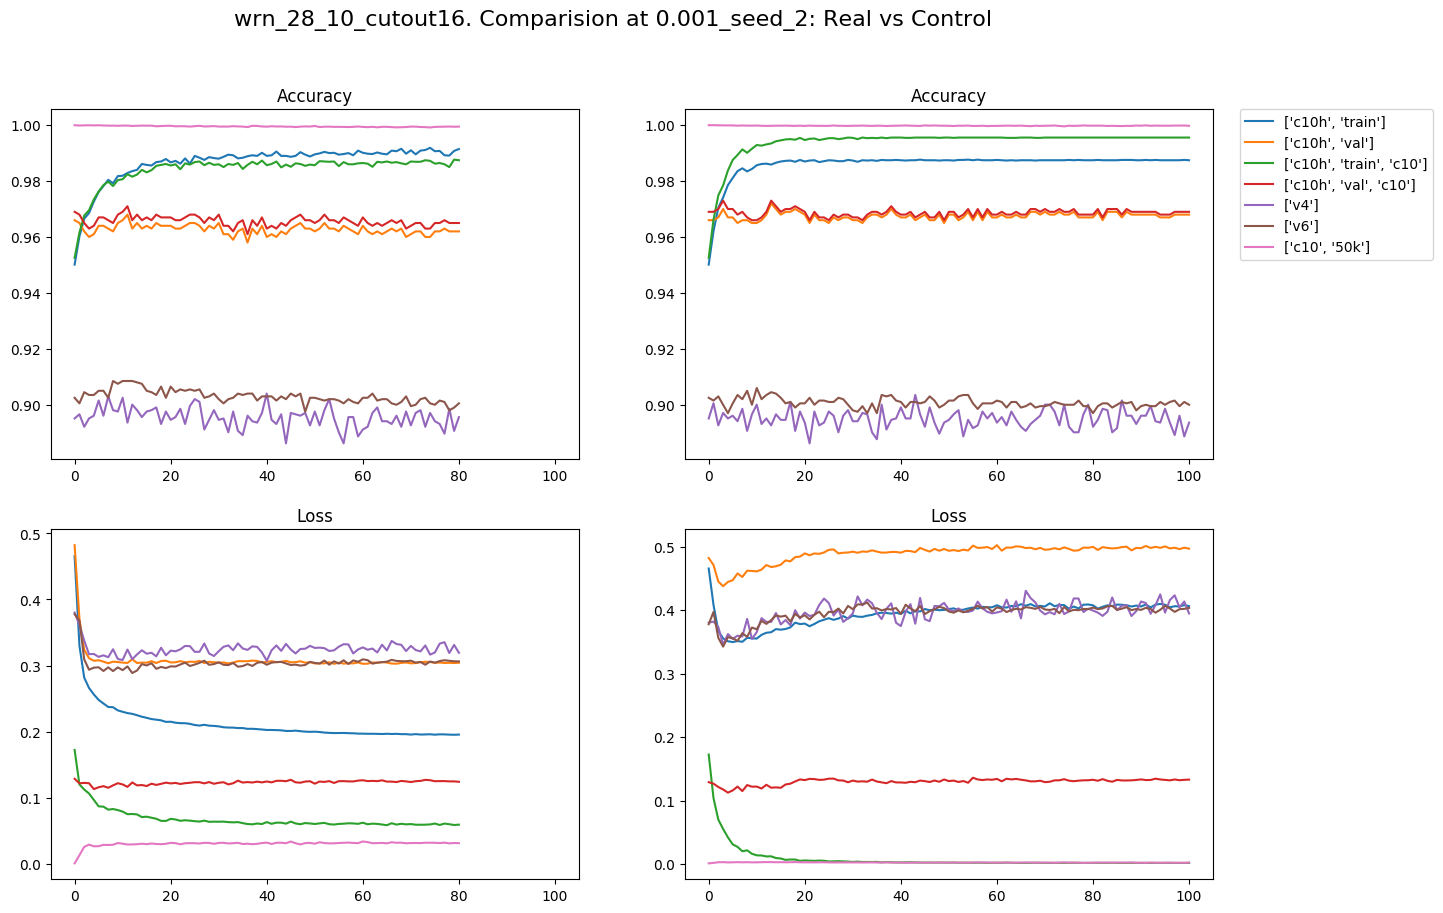 wrn_28_10_cutout16. Comparision at 0.001_seed_2: Real vs Control
Accuracy
1.00
0.98
0.96
0.94
0.92
0.90
0 20 40 60 80 100
Accuracy
1.00
0.98
0.96
0.94
0.92
0.90
0 20 40 60 80 100
['c10h', 'train']
['c10h', 'val']
['c10h', 'train', 'c10']
['c10h', 'val', 'c10']
['v4']
['v6']
['c10', '50k']
Loss
0.5
0.4
0.3
0.2
0.1
0.0
0 20 40 60 80 100
Loss
0.5
0.4
0.3
0.2
0.1
0.0
0 20 40 60 80 100